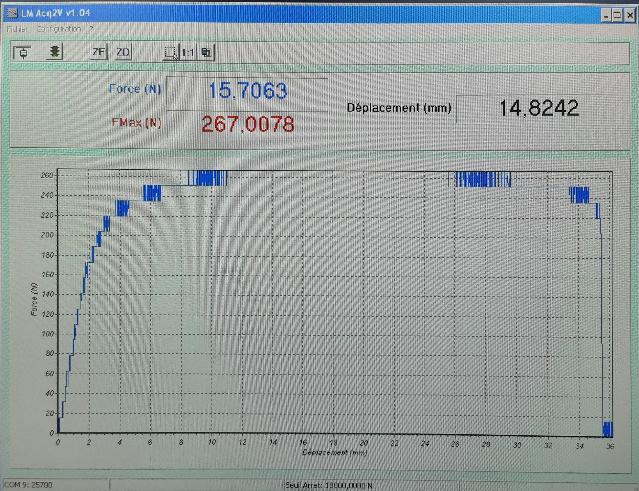 LM Acq2V v1.04
Fichier Configuration ?
ZF ZD 1:1
Force (N) 15,7063
FMax (N) 267,0078
Déplacement (mm) 14,8242
260
240
220
200
180
160
140
120
100
80
60
40
20
0
Force (N)
0 2 4 6 8 10 12 14 16 18 20 22 24 26 28 30 32 34 36
Déplacement (mm)
COM 9: 25700 Seuil Arret: 10000,0000 N